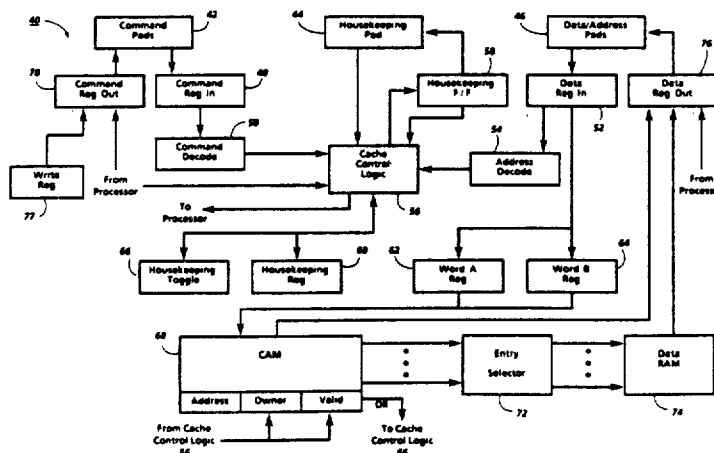 40
Command
Pads
42
44
Housekeeping
Pad
46
Data/Address
Pads
76
78
Command
Reg Out
Command
Reg In
48
Housekeeping
F/F
58
Data
Reg In
52
Data
Reg Out
Command
Decode
50
54
Address
Decode
Cache
Control
Logic
56
Write
Reg
77
From
Processor
From
Processor
To
Processor
66
Housekeeping
Toggle
Housekeeping
Reg
60
62
Word A
Reg
Word B
Reg
64
68
CAM
Address
Owner
Valid
OR
Entry
Selector
72
Data
RAM
74
From Cache
Control Logic
56
To Cache
Control Logic
56